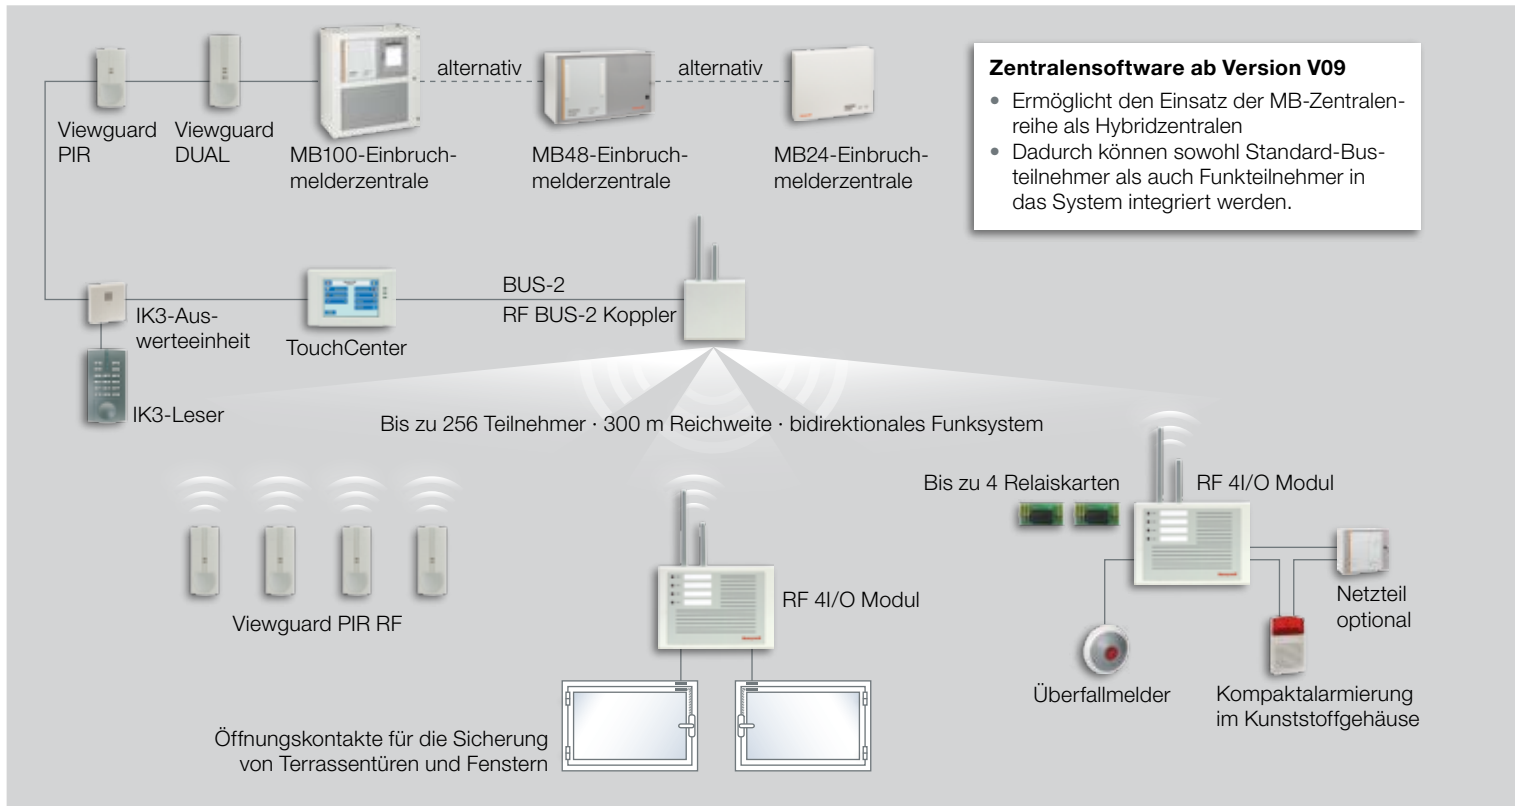 alternativ
alternativ
Viewguard
PIR
Viewguard
DUAL
MB100-Einbruch-
melderzentrale
MB48-Einbruch-
melderzentrale
MB24-Einbruch-
melderzentrale
Zentralensoftware ab Version V09
• Ermöglicht den Einsatz der MB-Zentralen-
reihe als Hybridzentralen
• Dadurch können sowohl Standard-Bus-
teilnehmer als auch Funkteilnehmer in
das System integriert werden.
IK3-Aus-
werteeinheit
TouchCenter
BUS-2
RF BUS-2 Koppler
IK3-Leser
Bis zu 256 Teilnehmer · 300 m Reichweite · bidirektionales Funksystem
Viewguard PIR RF
RF 4I/O Modul
Öffnungskontakte für die Sicherung
von Terrassentüren und Fenstern
Bis zu 4 Relaiskarten
RF 4I/O Modul
Netzteil
optional
Überfallmelder
Kompaktalarmierung
im Kunststoffgehäuse